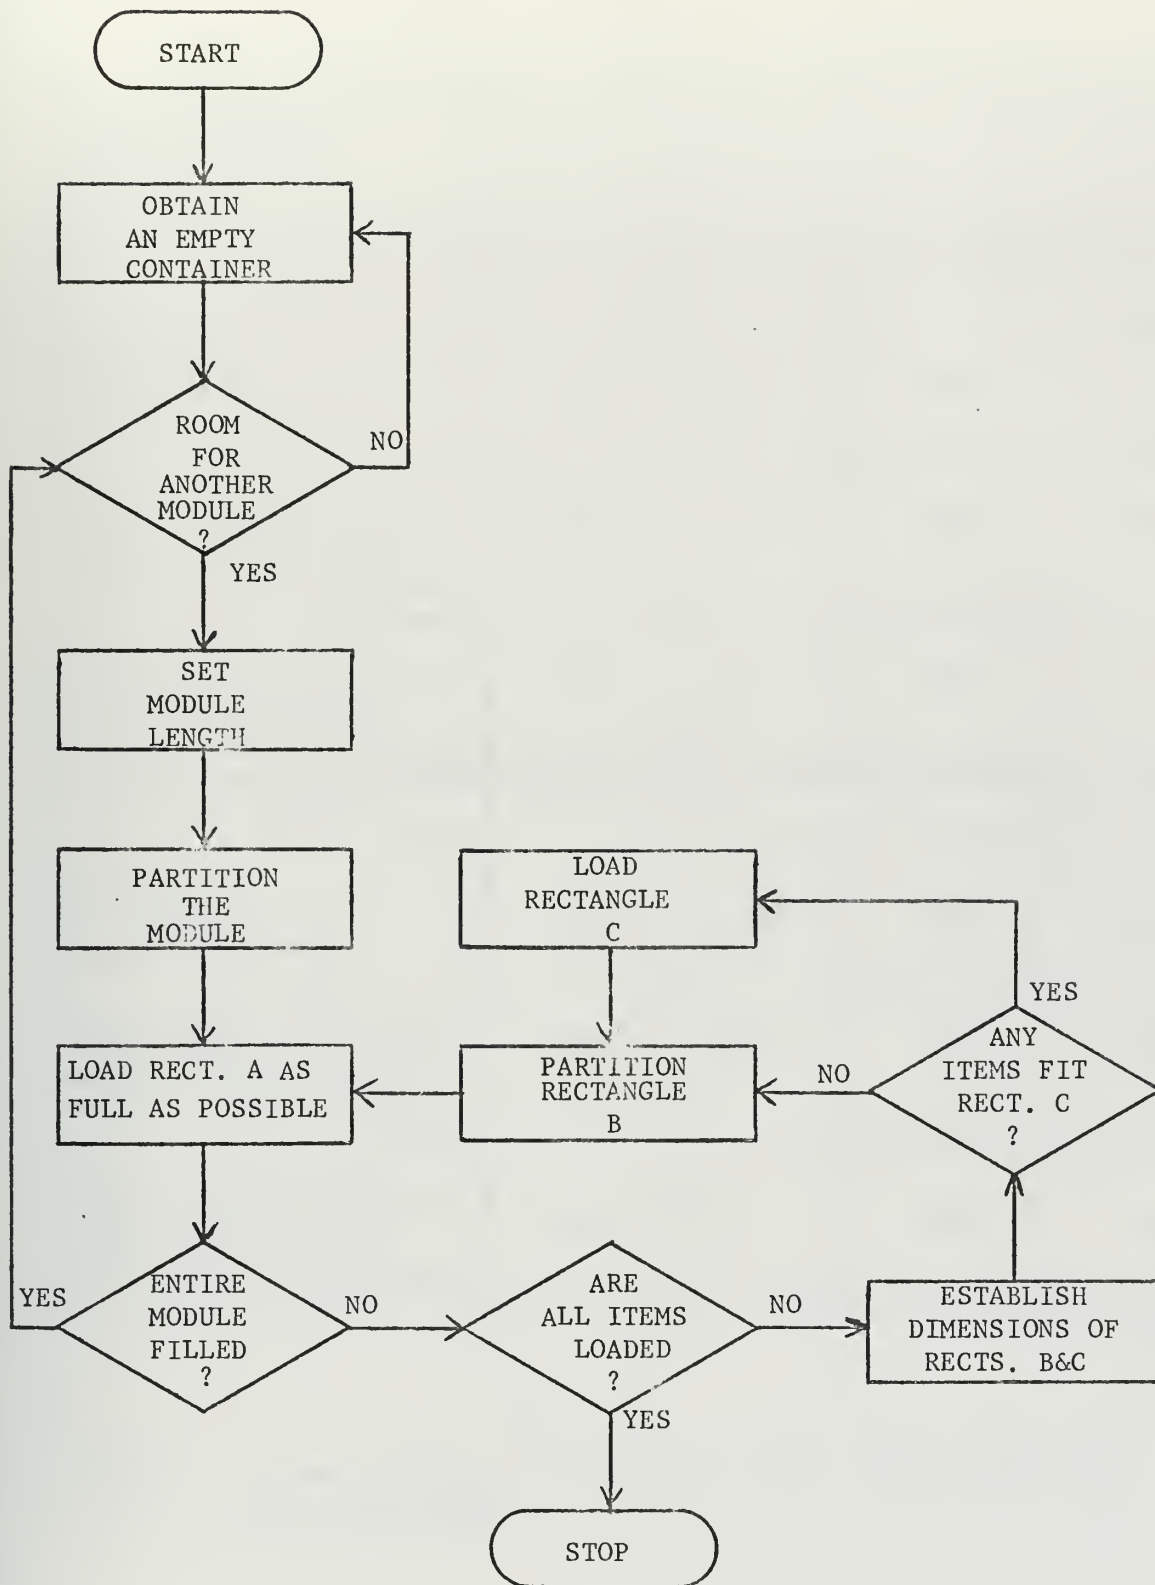 START
OBTAIN
AN EMPTY
CONTAINER
ROOM
FOR
ANOTHER
MODULE
?
NO
YES
SET
MODULE
LENGTH
PARTITION
THE
MODULE
LOAD
RECTANGLE
C
YES
LOAD RECT. A AS
FULL AS POSSIBLE
PARTITION
RECTANGLE
B
NO
ANY
ITEMS FIT
RECT. C
?
YES
ENTIRE
MODULE
FILLED
?
NO
ARE
ALL ITEMS
LOADED
?
NO
YES
ESTABLISH
DIMENSIONS OF
RECTS. B&C
STOP